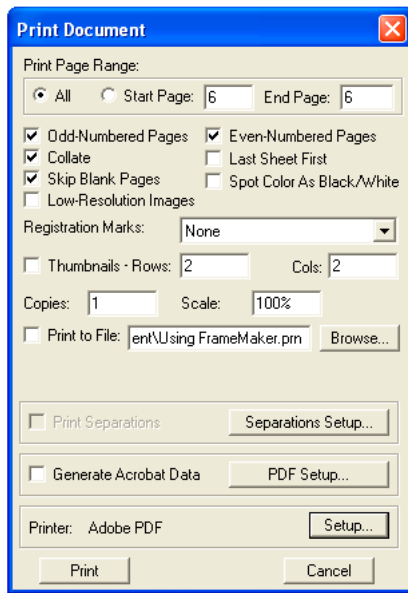 Print Document
Print Page Range:
All Start Page: 6 End Page: 6
Odd-Numbered Pages Even-Numbered Pages
Collate Last Sheet First
Skip Blank Pages Spot Color As Black/White
Low-Resolution Images
Registration Marks: None
Thumbnails - Rows: 2 Cols: 2
Copies: 1 Scale: 100%
Print to File: ent\Using FrameMaker.prn Browse...
Print Separations Separations Setup...
Generate Acrobat Data PDF Setup...
Printer: Adobe PDF Setup...
Print Cancel